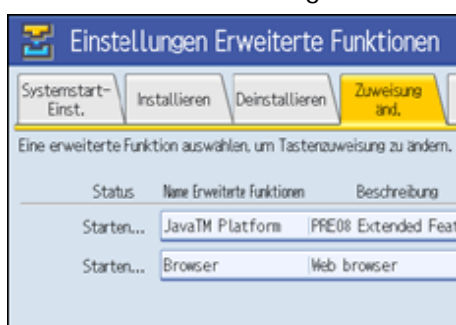 Einstellungen Erweiterte Funktionen
Systemstart-
Einst.
Installieren
Deinstallieren
Zuweisung
änd.
Eine erweiterte Funktion auswählen, um Tastenzuweisung zu ändern.
Status Name Erweiterte Funktionen Beschreibung
Starten... JavaTM Platform PRE08 Extended Feat
Starten... Browser Web browser